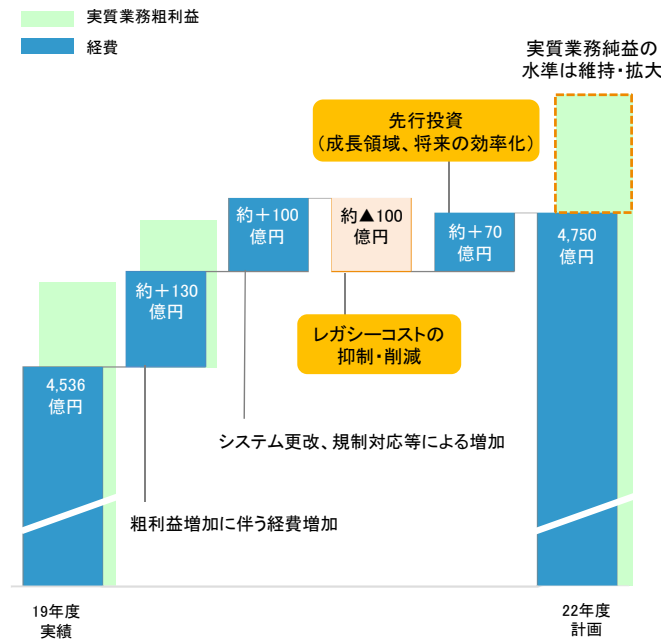 実質業務粗利益
経費
実質業務純益の
水準は維持・拡大
先行投資
(成長領域、将来の効率化)
約＋100
億円
約▲100
億円
約＋70
億円
4,750
億円
約＋130
億円
レガシーコストの
抑制・削減
4,536
億円
システム更改、規制対応等による増加
粗利益増加に伴う経費増加
19年度
実績
22年度
計画